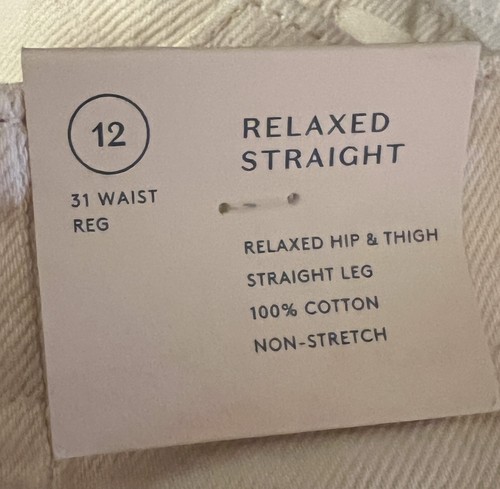 12
31 WAIST
REG
RELAXED
STRAIGHT
RELAXED HIP & THIGH
STRAIGHT LEG
100% COTTON
NON-STRETCH